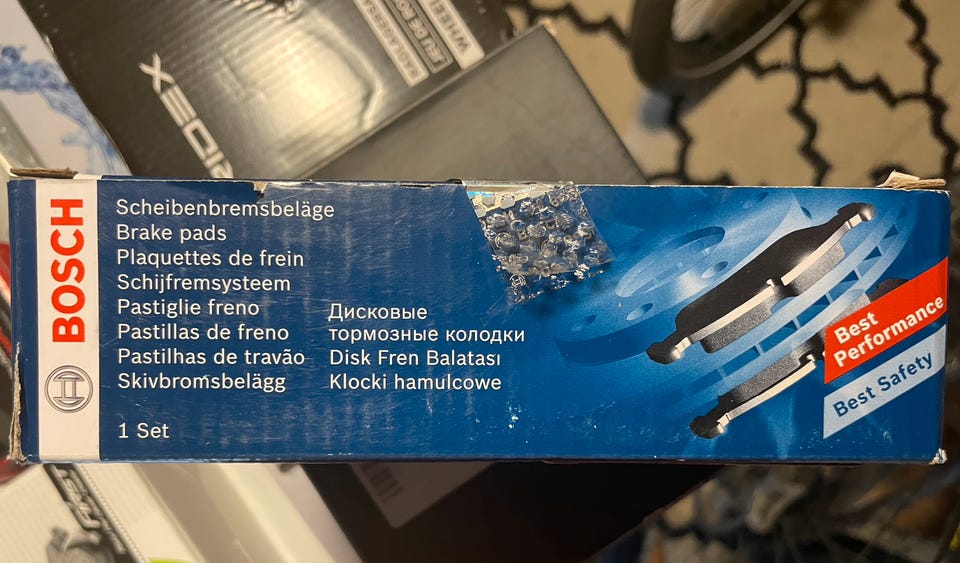 WHEEL
BOSCH
Scheibenbremsbeläge
Brake pads
Plaquettes de frein
Schijfremsysteem
Pastiglie freno
Pastillas de freno
Pastilhas de travão
Skivbromsbelägg
Дисковые
тормозные колодки
Disk Fren Balatası
Klocki hamulcowe
1 Set
Best
Performance
Best Safety